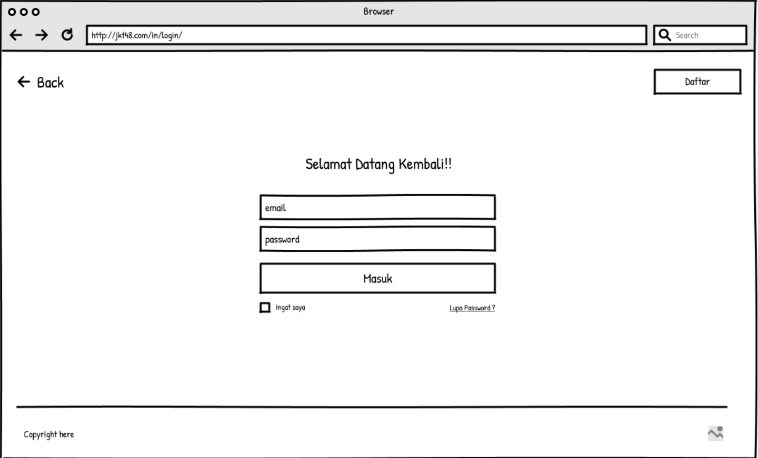 Browser
http://jkt48.com/in/login/
Search
Back
Daftar
Selamat Datang Kembali!!
email
password
Masuk
Ingat saya
Lupa Password ?
Copyright here